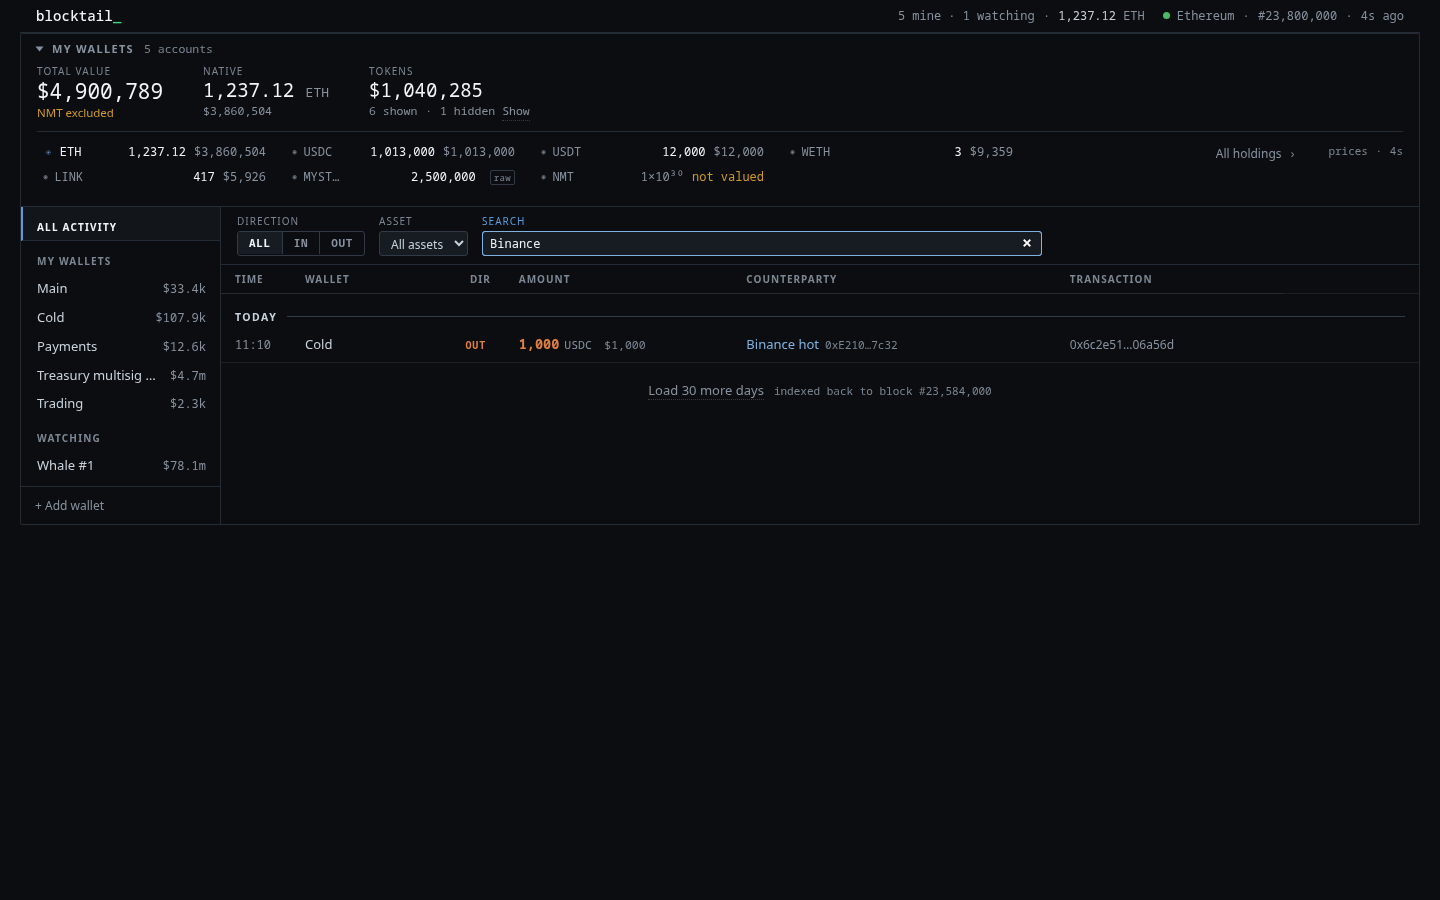 blocktail_
5 mine · 1 watching · 1,237.12 ETH Ethereum · #23,800,000 · 4s ago
MY WALLETS 5 accounts
TOTAL VALUE NATIVE TOKENS
$4,900,789 1,237.12 ETH $1,040,285
NMT excluded $3,860,504 6 shown · 1 hidden Show
ETH 1,237.12 $3,860,504 USDC 1,013,000 $1,013,000 USDT 12,000 $12,000 WETH 3 $9,359 All holdings › prices · 4s
LINK 417 $5,926 MYST… 2,500,000 raw NMT 1×10³⁰ not valued
ALL ACTIVITY
MY WALLETS
Main $33.4k
Cold $107.9k
Payments $12.6k
Treasury multisig ... $4.7m
Trading $2.3k
WATCHING
Whale #1 $78.1m
+ Add wallet
DIRECTION ASSET SEARCH
ALL IN OUT All assets Binance ×
TIME WALLET DIR AMOUNT COUNTERPARTY TRANSACTION
TODAY
11:10 Cold OUT 1,000 USDC $1,000 Binance hot 0xE210…7c32 0x6c2e51…06a56d
Load 30 more days indexed back to block #23,584,000